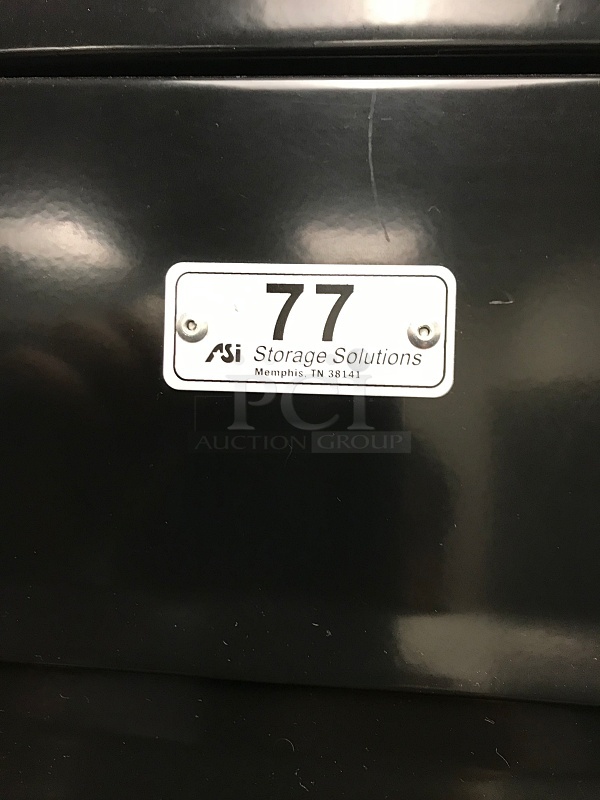 77
ASi Storage Solutions
Memphis, TN 38141
PCI
AUCTION GROUP